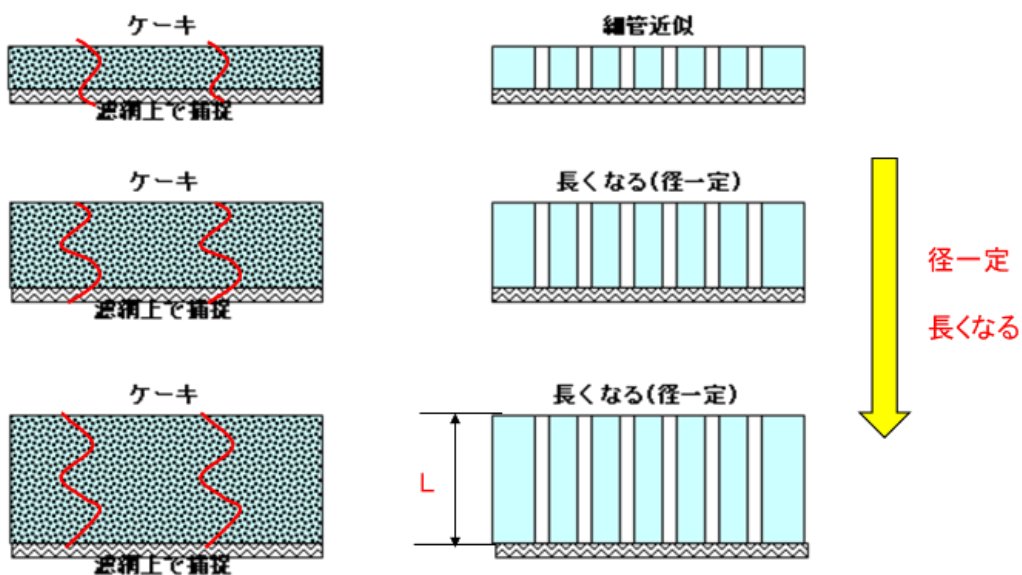 ケーキ
細管近似
濾網上で捕捉
ケーキ
長くなる(径一定)
濾網上で捕捉
径一定
長くなる
ケーキ
長くなる(径一定)
L
濾網上で捕捉